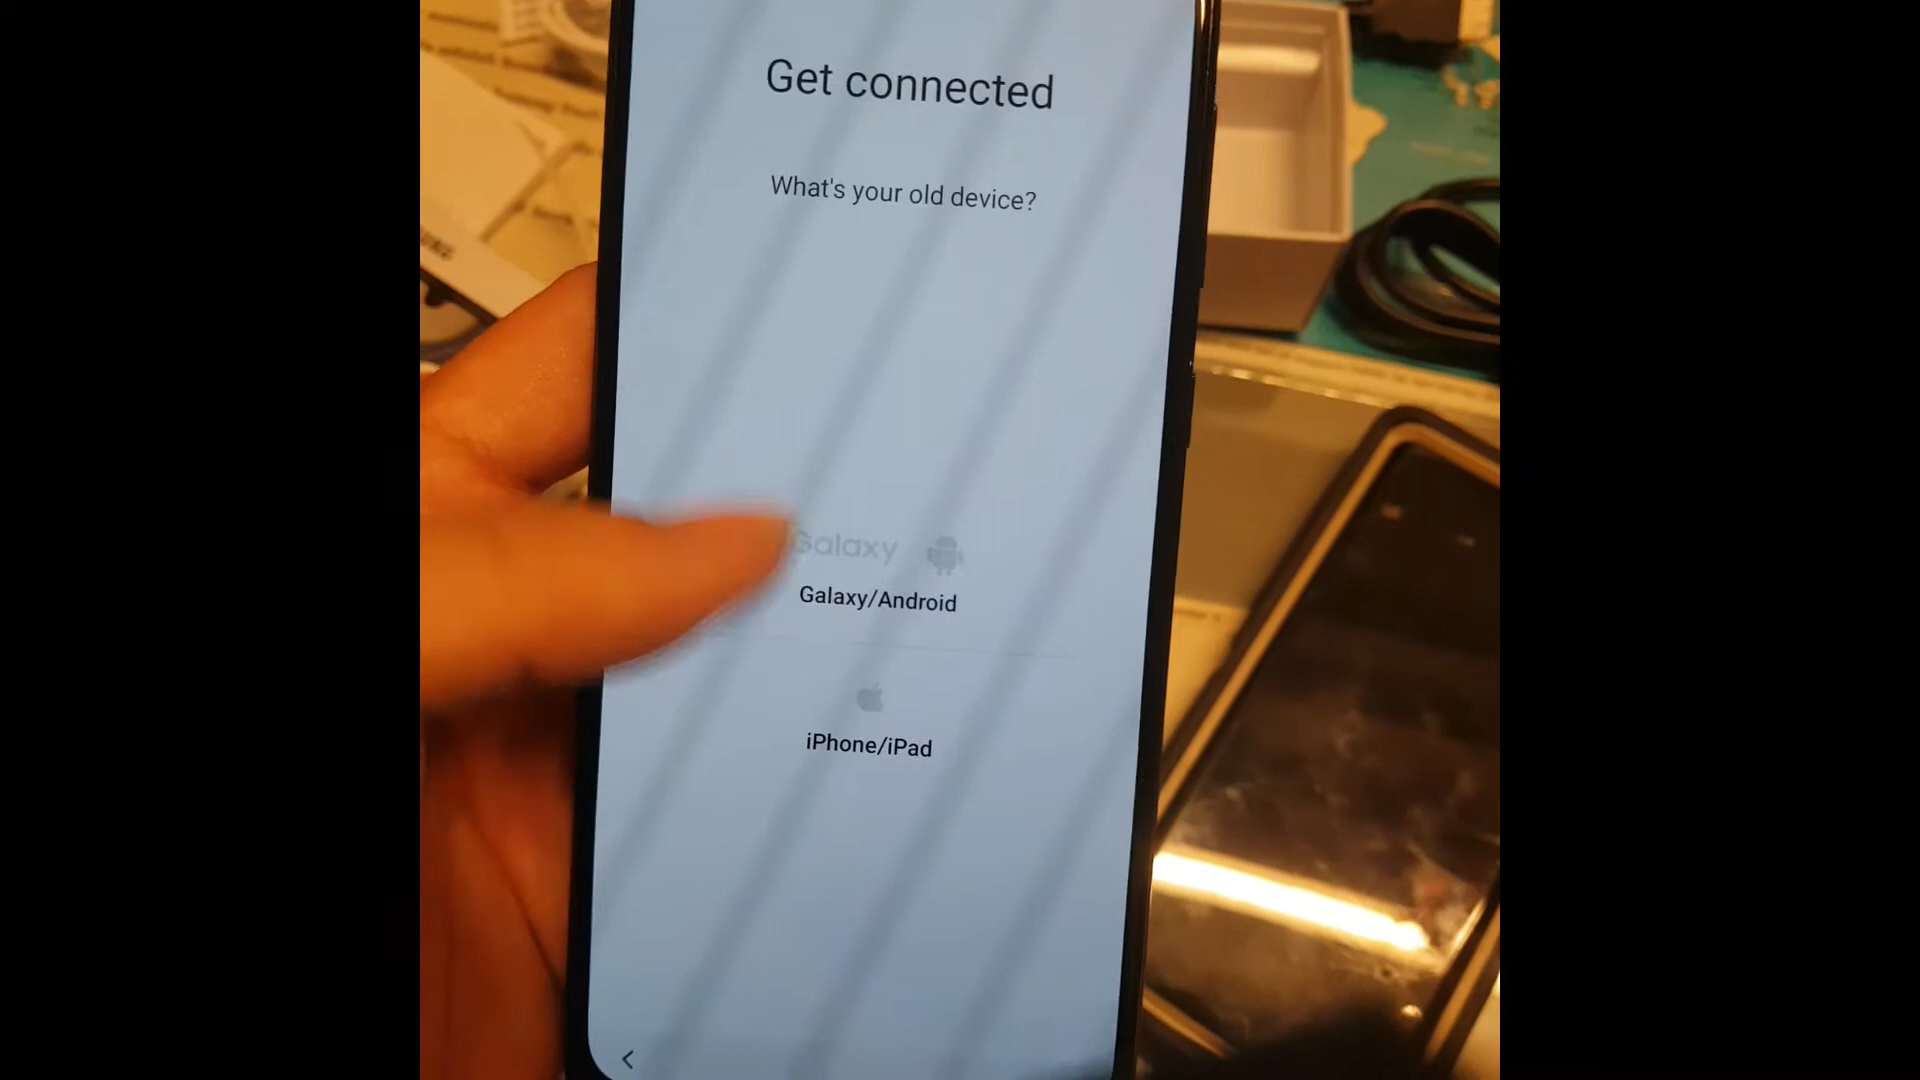 Get connected
What's your old device?
Galaxy
Galaxy/Android
iPhone/iPad